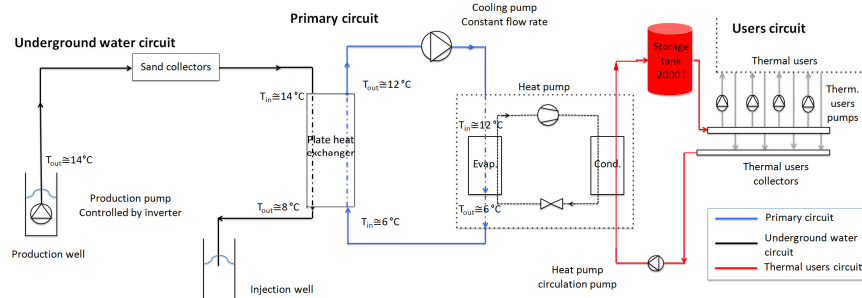 Cooling pump
Constant flow rate
Primary circuit
Users circuit
Underground water circuit
Sand collectors
Storage
tank
2000 l
Thermal users
Therm.
users
pumps
Tout≅12°C
Heat pump
Tin≅14°C
Tin≅12°C
Plate heat
exchanger
Evap.
Cond.
Tout≅14°C
Thermal users
collectors
Production pump
Controlled by inverter
Tout≅8°C
Tin≅6°C
Tout≅6°C
Production well
Injection well
Heat pump
circulation pump
Primary circuit
Underground water
circuit
Thermal users circuit